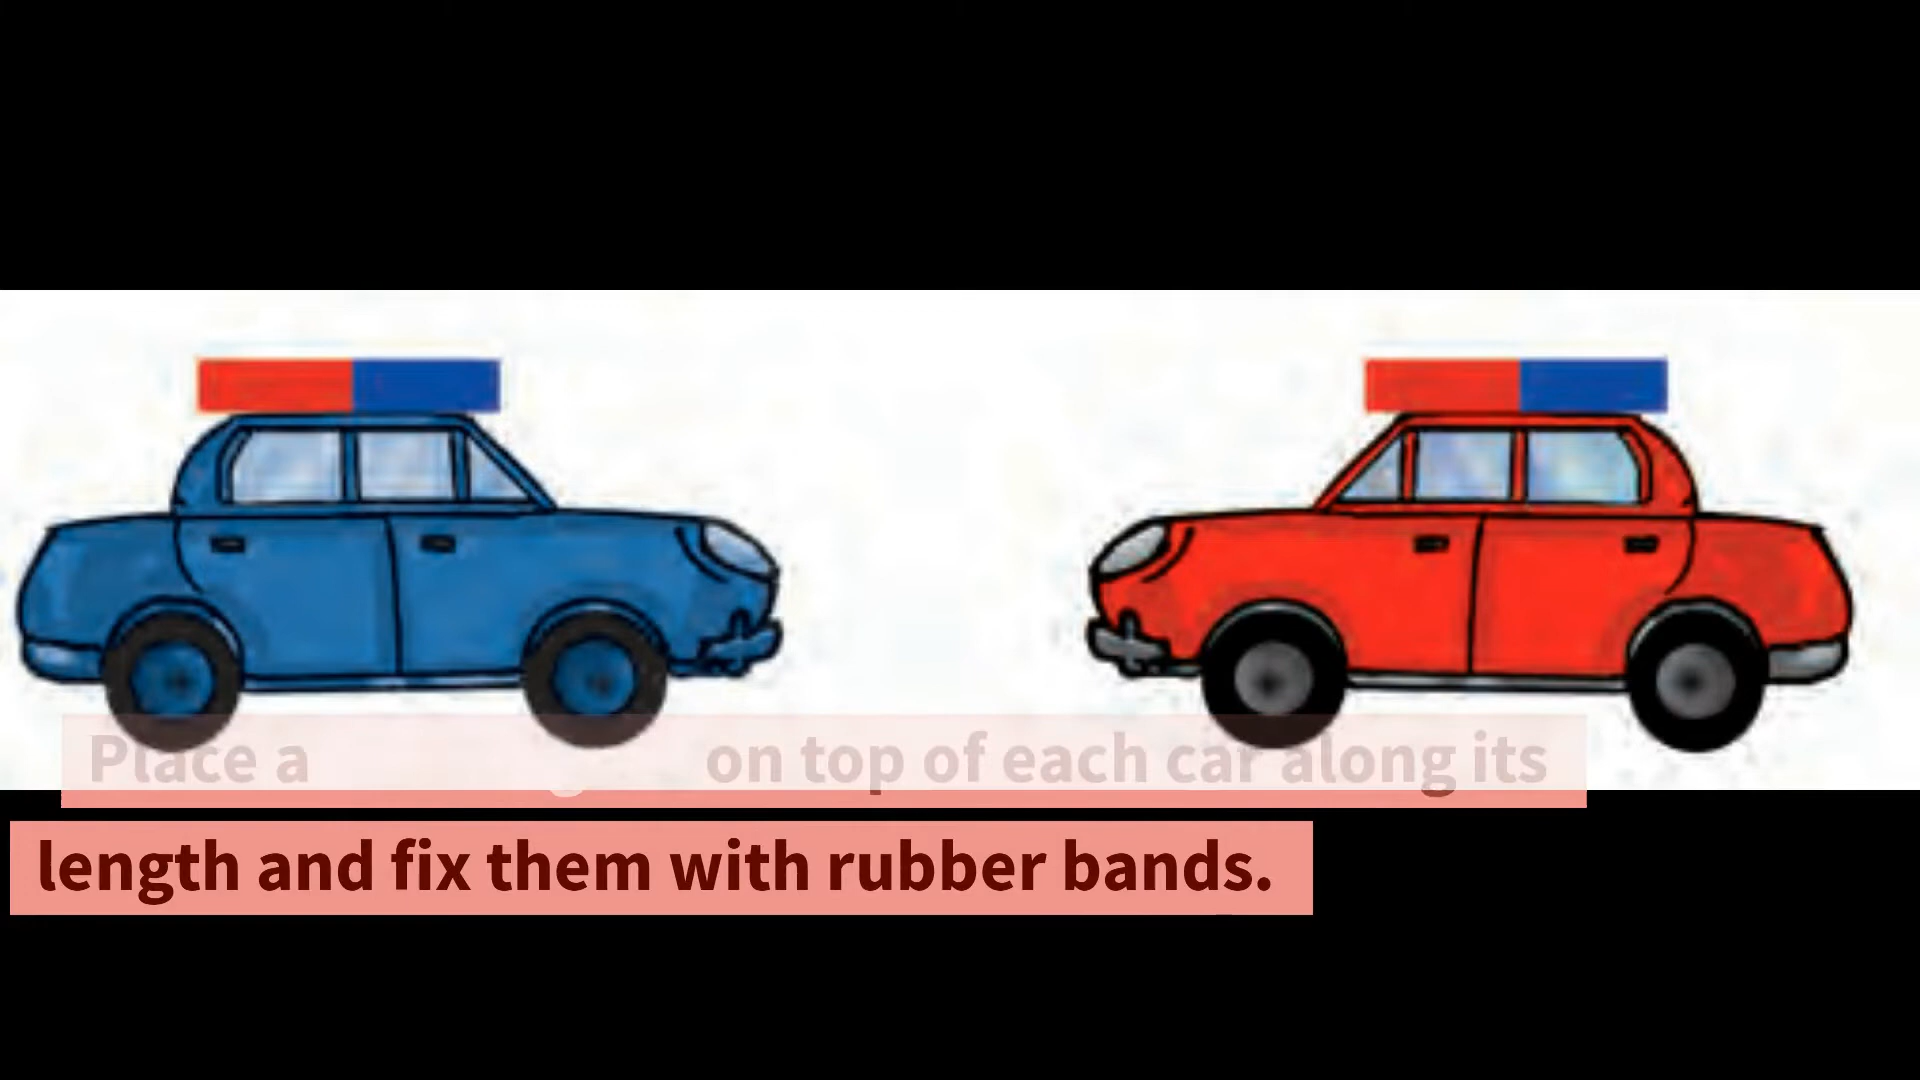 Place a on top of each car along its
length and fix them with rubber bands.